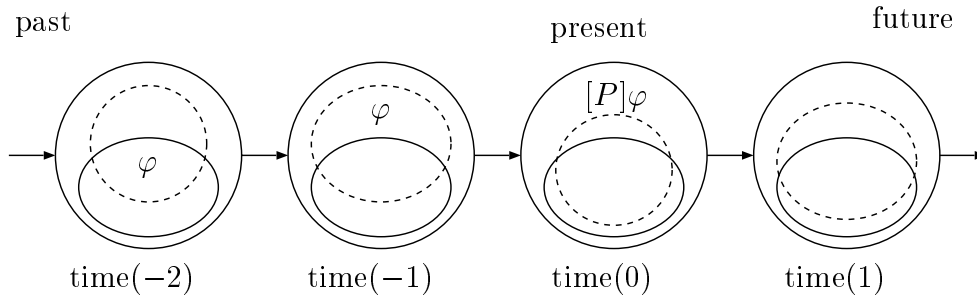 past
present
future
[P]φ
φ
φ
time(−2)
time(−1)
time(0)
time(1)